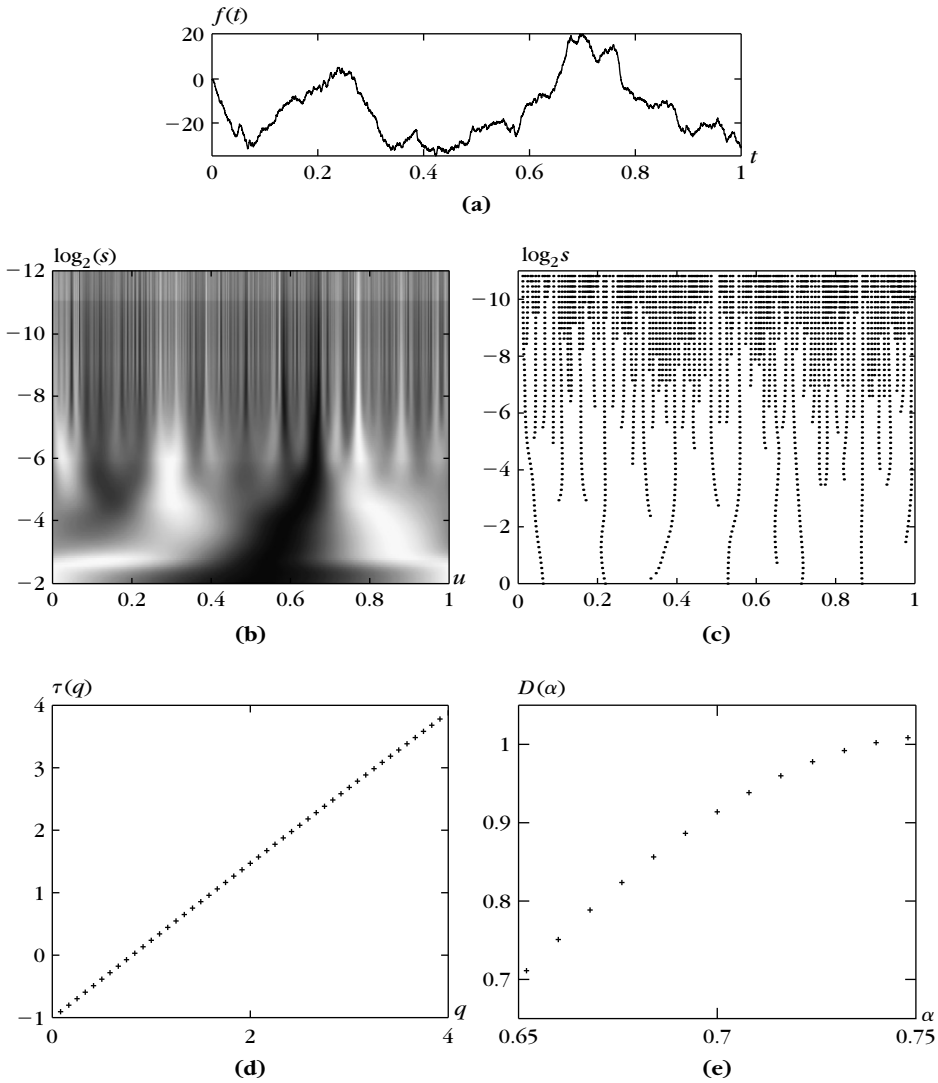 f(t)
20
0
−20
0 0.2 0.4 0.6 0.8 1 t
(a)
log2(s)
−12
−10
−8
−6
−4
−2
0 0.2 0.4 0.6 0.8 1 u
(b)
log2 s
−10
−8
−6
−4
−2
0
0 0.2 0.4 0.6 0.8 1
(c)
τ(q)
4
3
2
1
0
−1
0 2 4 q
(d)
D(α)
1
0.9
0.8
0.7
0.65 0.7 0.75 α
(e)